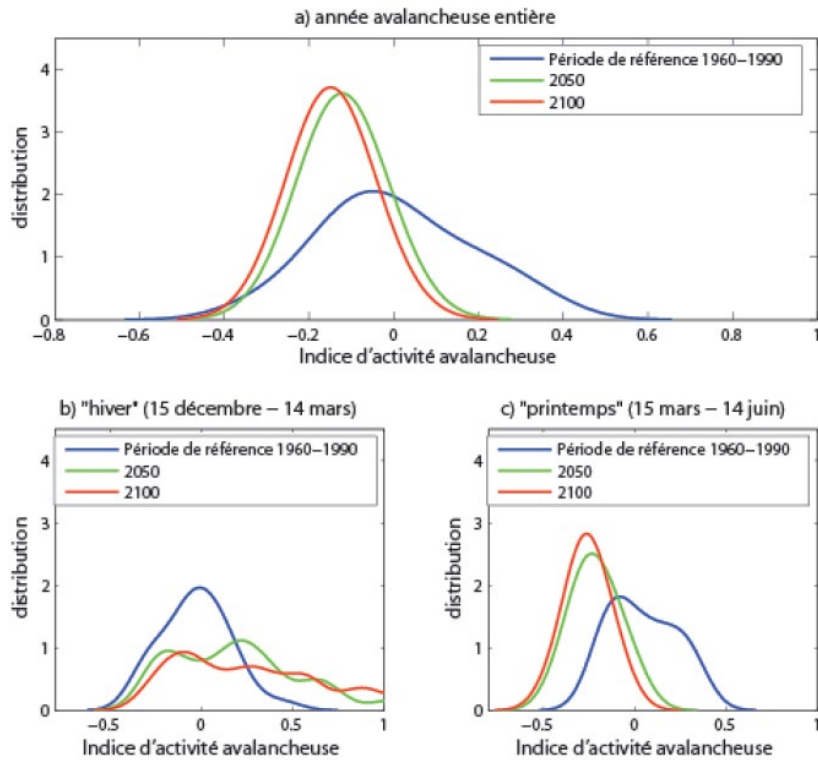 a) année avalancheuse entière
Période de référence 1960–1990
2050
2100
distribution
4
3
2
1
0
−0.8 −0.6 −0.4 −0.2 0 0.2 0.4 0.6 0.8 1
Indice d'activité avalancheuse
b) "hiver" (15 décembre – 14 mars)
Période de référence 1960–1990
2050
2100
distribution
4
3
2
1
0
−0.5 0 0.5 1
Indice d'activité avalancheuse
c) "printemps" (15 mars – 14 juin)
Période de référence 1960–1990
2050
2100
distribution
4
3
2
1
0
−0.5 0 0.5 1
Indice d'activité avalancheuse